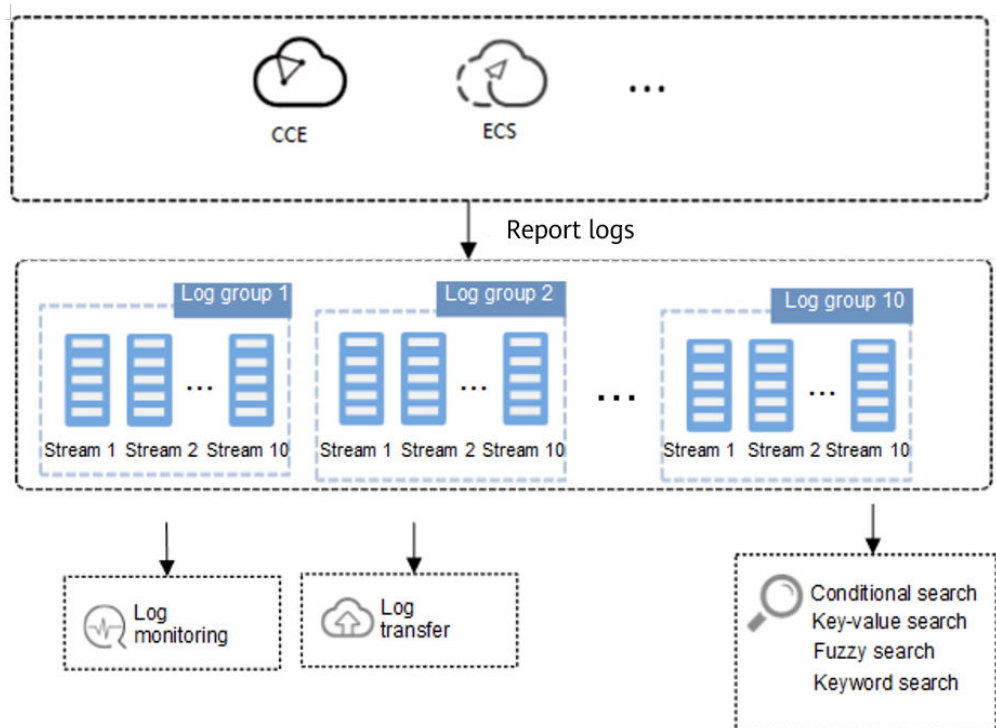 CCE
ECS
...
Report logs
Log group 1
Log group 2
Log group 10
...
...
...
...
Stream 1 Stream 2 Stream 10
Stream 1 Stream 2 Stream 10
Stream 1 Stream 2 Stream 10
Log
monitoring
Log
transfer
Conditional search
Key-value search
Fuzzy search
Keyword search